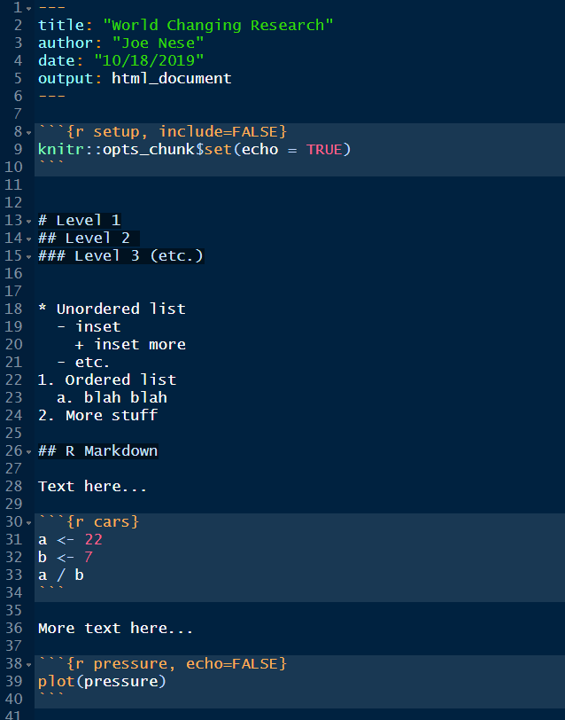 1 ---
2 title: "World Changing Research"
3 author: "Joe Nese"
4 date: "10/18/2019"
5 output: html_document
6 ---
7
8 ```{r setup, include=FALSE}
9 knitr::opts_chunk$set(echo = TRUE)
10 ```
11
12
13 # Level 1
14 ## Level 2
15 ### Level 3 (etc.)
16
17
18 * Unordered list
19   - inset
20     + inset more
21   - etc.
22 1. Ordered list
23   a. blah blah
24 2. More stuff
25
26 ## R Markdown
27
28 Text here...
29
30 ```{r cars}
31 a <- 22
32 b <- 7
33 a / b
34 ```
35
36 More text here...
37
38 ```{r pressure, echo=FALSE}
39 plot(pressure)
40 ```
41